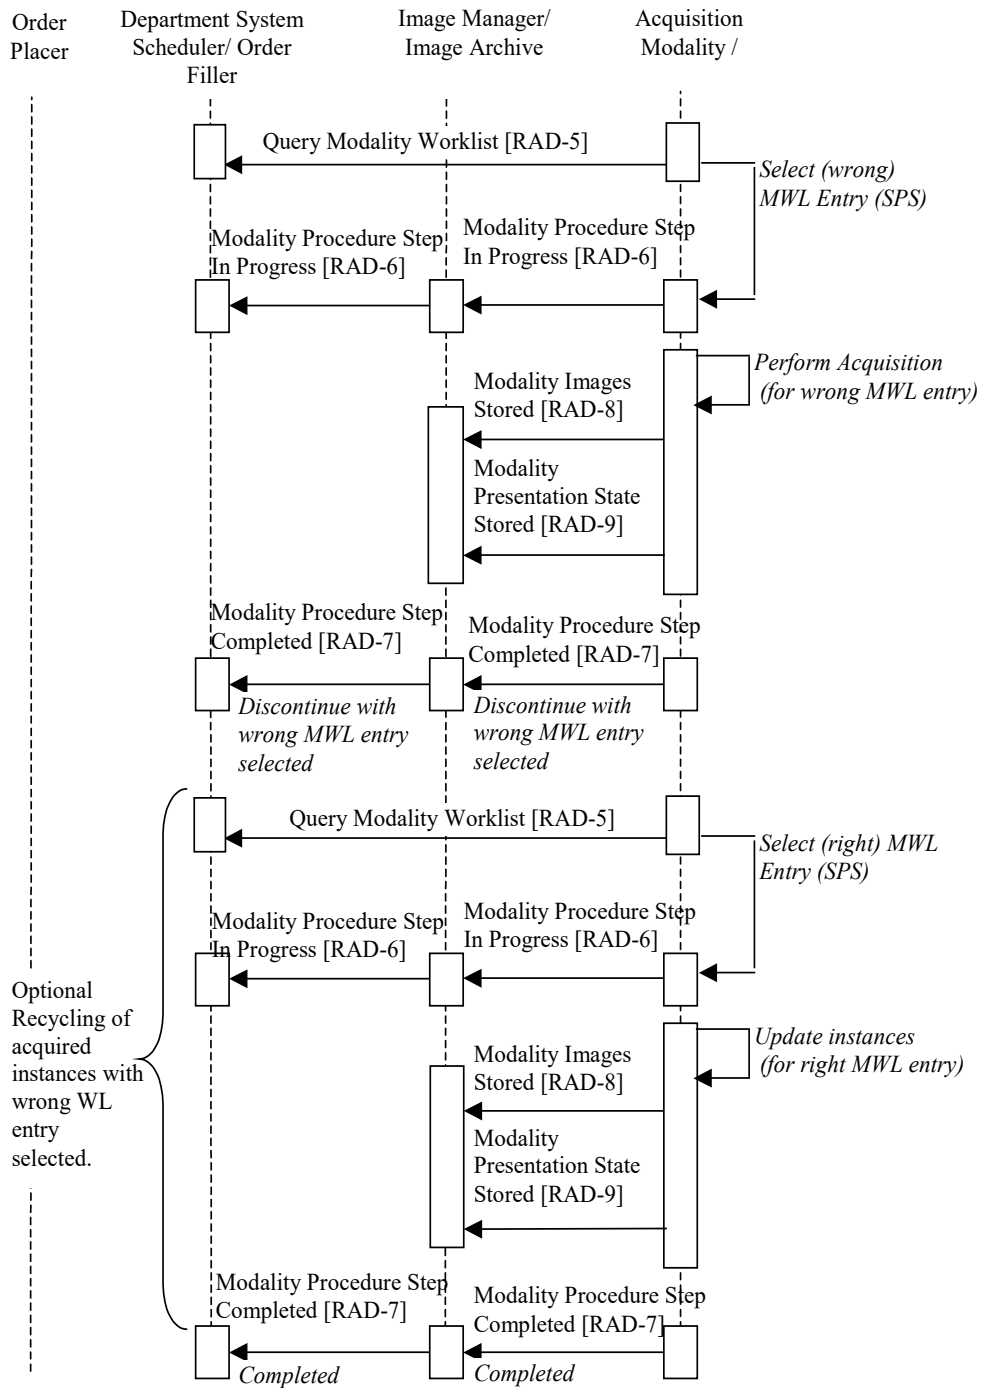 Order
Placer
Department System
Scheduler/ Order
Filler
Image Manager/
Image Archive
Acquisition
Modality /
Query Modality Worklist [RAD-5]
Select (wrong)
MWL Entry (SPS)
Modality Procedure Step
In Progress [RAD-6]
Modality Procedure Step
In Progress [RAD-6]
Perform Acquisition
(for wrong MWL entry)
Modality Images
Stored [RAD-8]
Modality
Presentation State
Stored [RAD-9]
Modality Procedure Step
Completed [RAD-7]
Modality Procedure Step
Completed [RAD-7]
Discontinue with
wrong MWL entry
selected
Discontinue with
wrong MWL entry
selected
Query Modality Worklist [RAD-5]
Select (right) MWL
Entry (SPS)
Modality Procedure Step
In Progress [RAD-6]
Modality Procedure Step
In Progress [RAD-6]
Optional
Recycling of
acquired
instances with
wrong WL
entry
selected.
Update instances
(for right MWL entry)
Modality Images
Stored [RAD-8]
Modality
Presentation State
Stored [RAD-9]
Modality Procedure Step
Completed [RAD-7]
Modality Procedure Step
Completed [RAD-7]
Completed
Completed